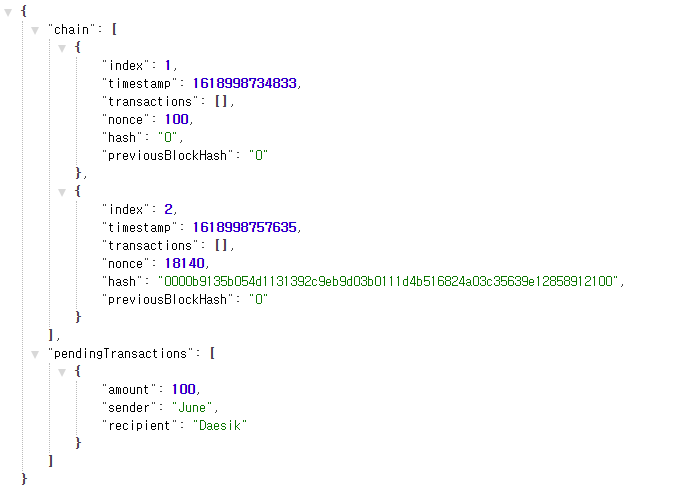 {
"chain": [
{
"index": 1,
"timestamp": 1618998734833,
"transactions": [],
"nonce": 100,
"hash": "0",
"previousBlockHash": "0"
},
{
"index": 2,
"timestamp": 1618998757635,
"transactions": [],
"nonce": 18140,
"hash": "0000b9135b054d1131392c9eb9d03b0111d4b516824a03c35639e12858912100",
"previousBlockHash": "0"
}
],
"pendingTransactions": [
{
"amount": 100,
"sender": "June",
"recipient": "Daesik"
}
]
}